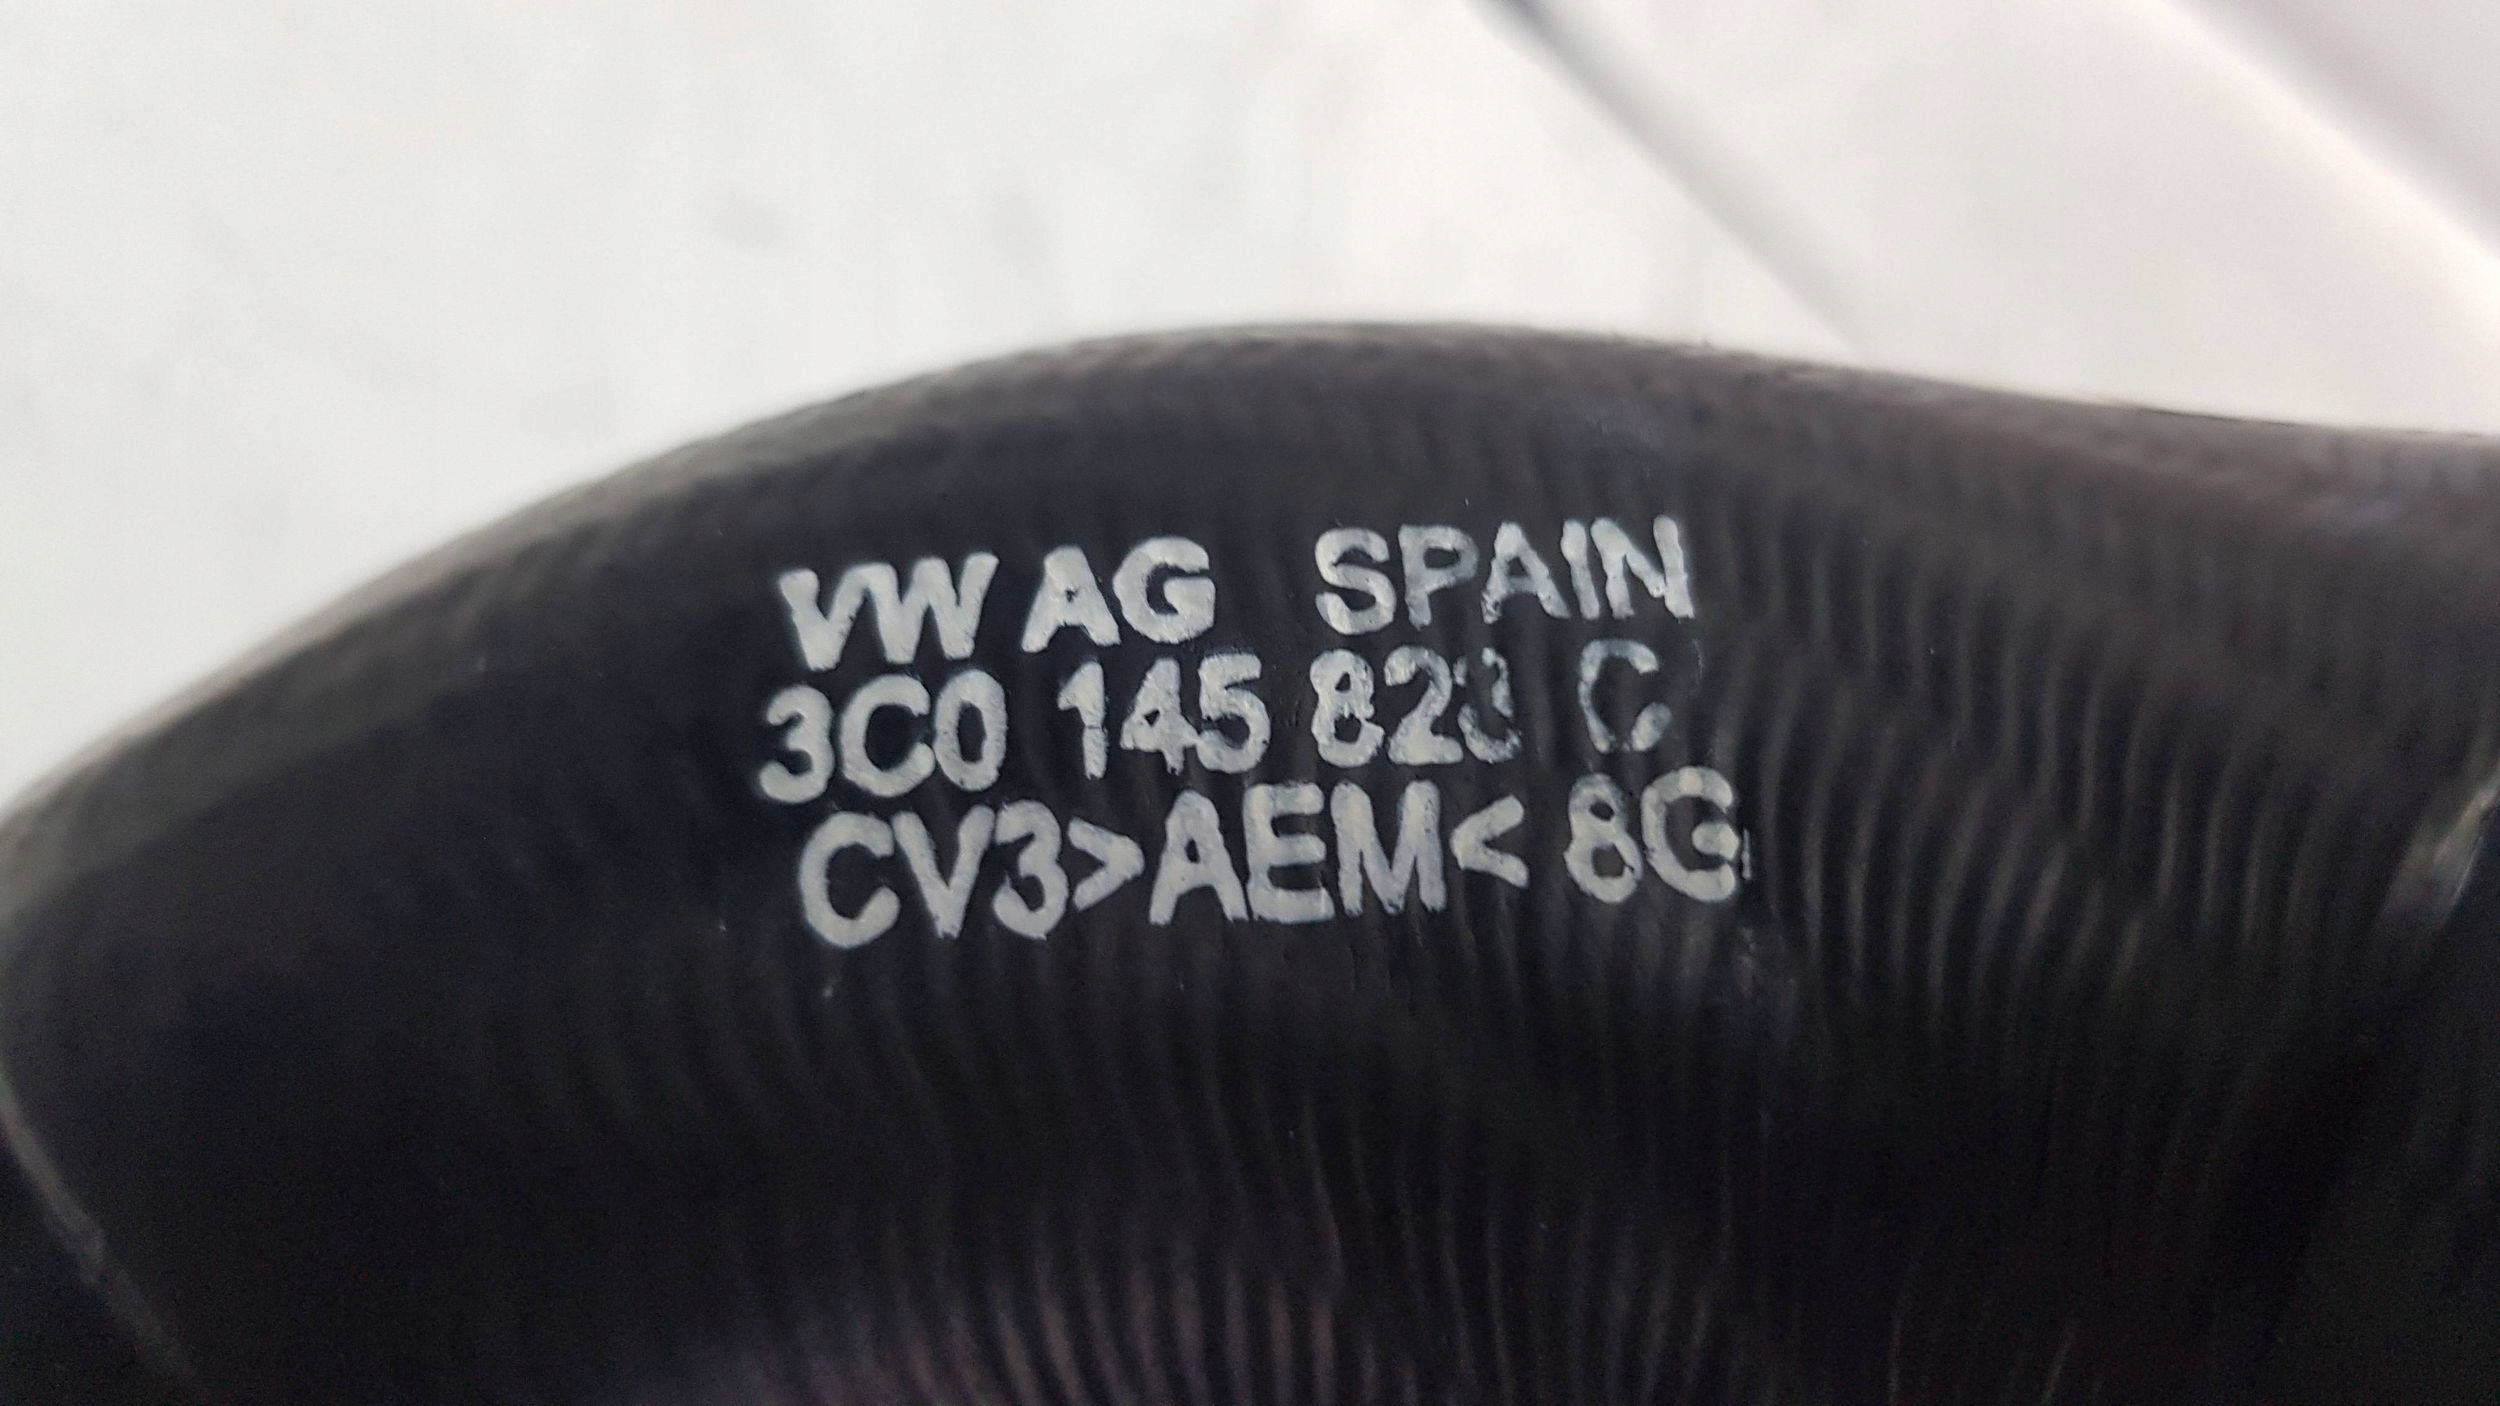 VW AG SPAIN
3C0 145 823 C
CV3>AEM< 8G